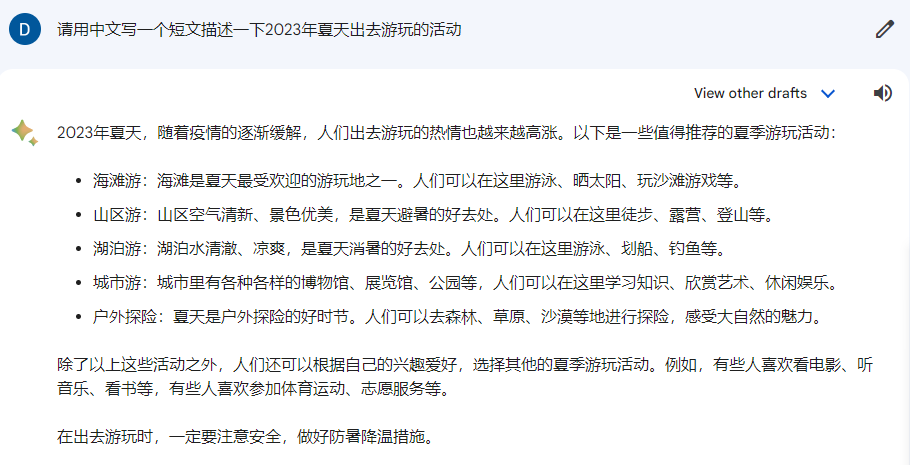 D
请用中文写一个短文描述一下2023年夏天出去游玩的活动
View other drafts
2023年夏天，随着疫情的逐渐缓解，人们出去游玩的热情也越来越高涨。以下是一些值得推荐的夏季游玩活动：
• 海滩游：海滩是夏天最受欢迎的游玩地之一。人们可以在这里游泳、晒太阳、玩沙滩游戏等。
• 山区游：山区空气清新、景色优美，是夏天避暑的好去处。人们可以在这里徒步、露营、登山等。
• 湖泊游：湖泊水清澈、凉爽，是夏天消暑的好去处。人们可以在这里游泳、划船、钓鱼等。
• 城市游：城市里有各种各样的博物馆、展览馆、公园等，人们可以在这里学习知识、欣赏艺术、休闲娱乐。
• 户外探险：夏天是户外探险的好时节。人们可以去森林、草原、沙漠等地进行探险，感受大自然的魅力。
除了以上这些活动之外，人们还可以根据自己的兴趣爱好，选择其他的夏季游玩活动。例如，有些人喜欢看电影、听
音乐、看书等，有些人喜欢参加体育运动、志愿服务等。
在出去游玩时，一定要注意安全，做好防暑降温措施。